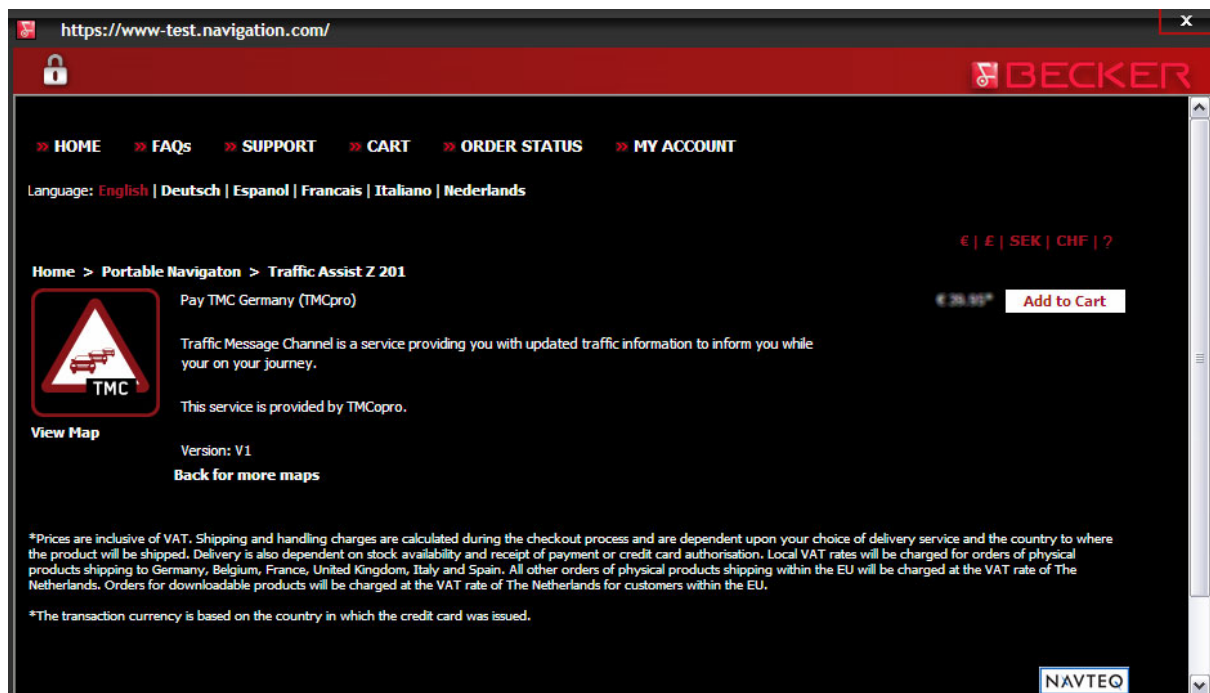 https://www-test.navigation.com/
x
BECKER
» HOME » FAQs » SUPPORT » CART » ORDER STATUS » MY ACCOUNT
Language: English | Deutsch | Espanol | Francais | Italiano | Nederlands
€ | £ | SEK | CHF | ?
Home > Portable Navigaton > Traffic Assist Z 201
Pay TMC Germany (TMCpro)
Add to Cart
Traffic Message Channel is a service providing you with updated traffic information to inform you while
your on your journey.
TMC
This service is provided by TMCopro.
View Map
Version: V1
Back for more maps
*Prices are inclusive of VAT. Shipping and handling charges are calculated during the checkout process and are dependent upon your choice of delivery service and the country to where
the product will be shipped. Delivery is also dependent on stock availability and receipt of payment or credit card authorisation. Local VAT rates will be charged for orders of physical
products shipping to Germany, Belgium, France, United Kingdom, Italy and Spain. All other orders of physical products shipping within the EU will be charged at the VAT rate of The
Netherlands. Orders for downloadable products will be charged at the VAT rate of The Netherlands for customers within the EU.
*The transaction currency is based on the country in which the credit card was issued.
NAVTEQ